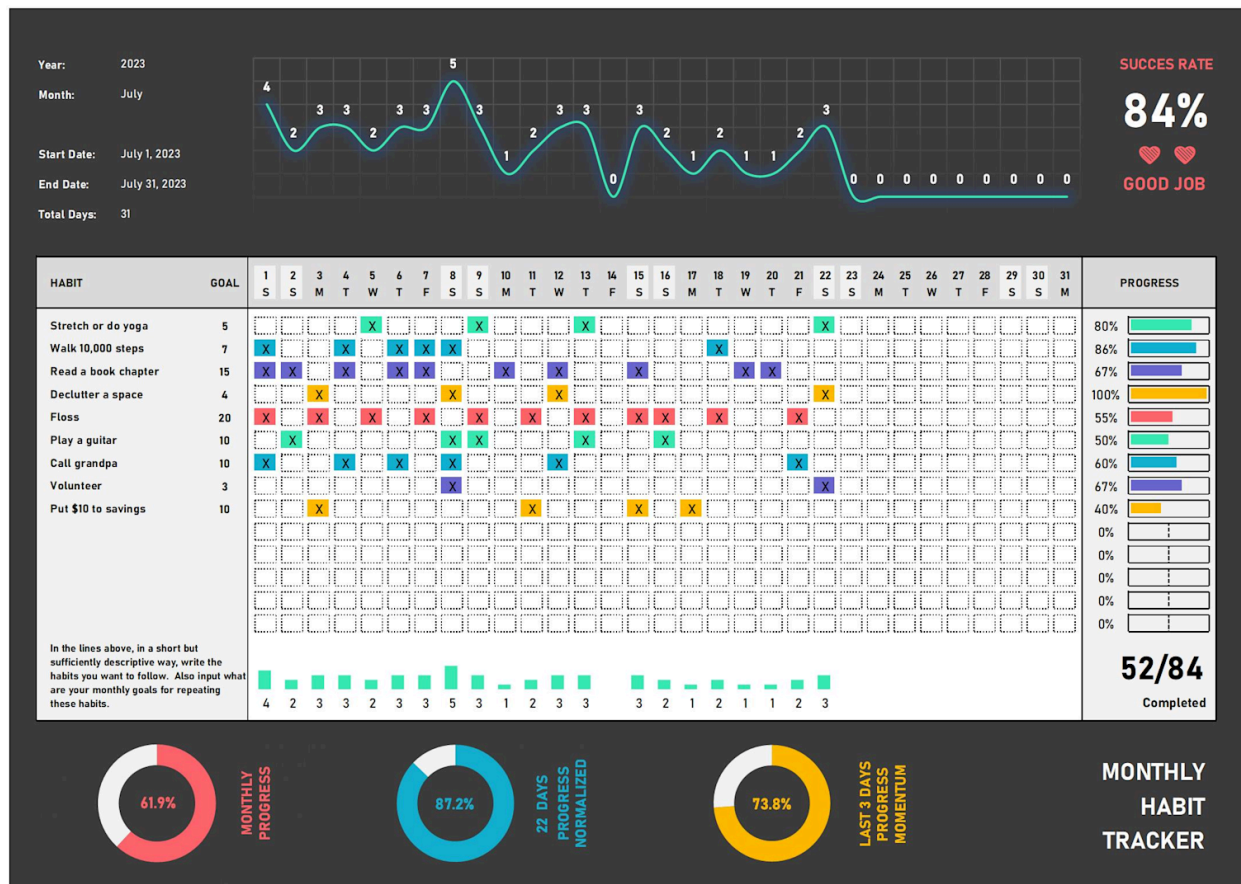 Year: 2023
Month: July
Start Date: July 1, 2023
End Date: July 31, 2023
Total Days: 31
5
4
3 3 3 3 3 3 3 3 3
2 2 2 2 2 2
1 1 1 1
0 0 0 0 0 0 0 0 0 0
SUCCES RATE
84%
GOOD JOB
HABIT GOAL 1 2 3 4 5 6 7 8 9 10 11 12 13 14 15 16 17 18 19 20 21 22 23 24 25 26 27 28 29 30 31 PROGRESS
S S M T W T F S S M T W T F S S M T W T F S S M T W T F S S M
Stretch or do yoga 5 X X X X 80%
Walk 10,000 steps 7 X X X X X X 86%
Read a book chapter 15 X X X X X X X X X X 67%
Declutter a space 4 X X X X 100%
Floss 20 X X X X X X X X X X X 55%
Play a guitar 10 X X X X X 50%
Call grandpa 10 X X X X X X 60%
Volunteer 3 X X 67%
Put $10 to savings 10 X X X X 40%
0%
0%
0%
0%
0%
In the lines above, in a short but
sufficiently descriptive way, write the
habits you want to follow. Also input what
are your monthly goals for repeating
these habits.
4 2 3 3 2 3 3 5 3 1 2 3 3 3 2 1 2 1 1 2 3
52/84
Completed
61.9%
MONTHLY
PROGRESS
87.2%
22 DAYS
PROGRESS
NORMALIZED
73.8%
LAST 3 DAYS
PROGRESS
MOMENTUM
MONTHLY
HABIT
TRACKER